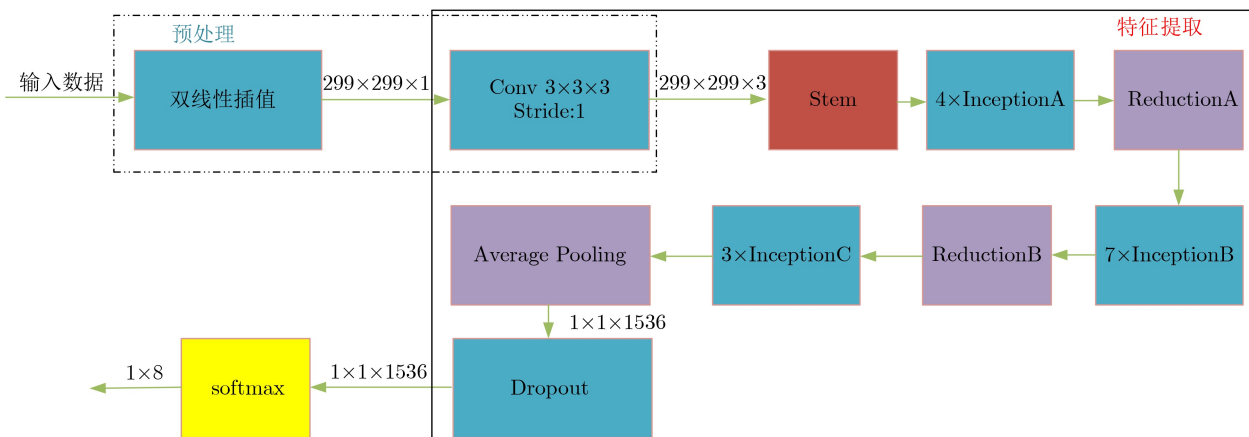 预处理
特征提取
输入数据
双线性插值
299×299×1
Conv 3×3×3
Stride:1
299×299×3
Stem
4×InceptionA
ReductionA
7×InceptionB
ReductionB
3×InceptionC
Average Pooling
1×1×1536
Dropout
1×1×1536
softmax
1×8